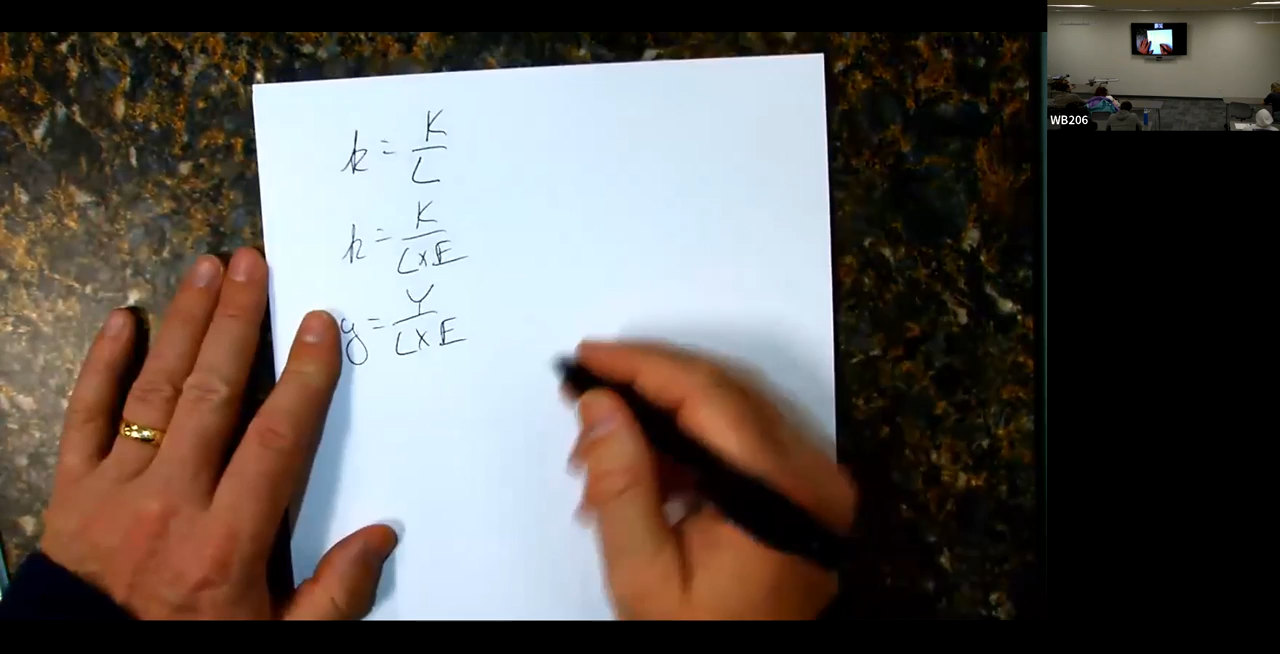 k = K/L
k = K/(L×E)
y = Y/(L×E)
WB206